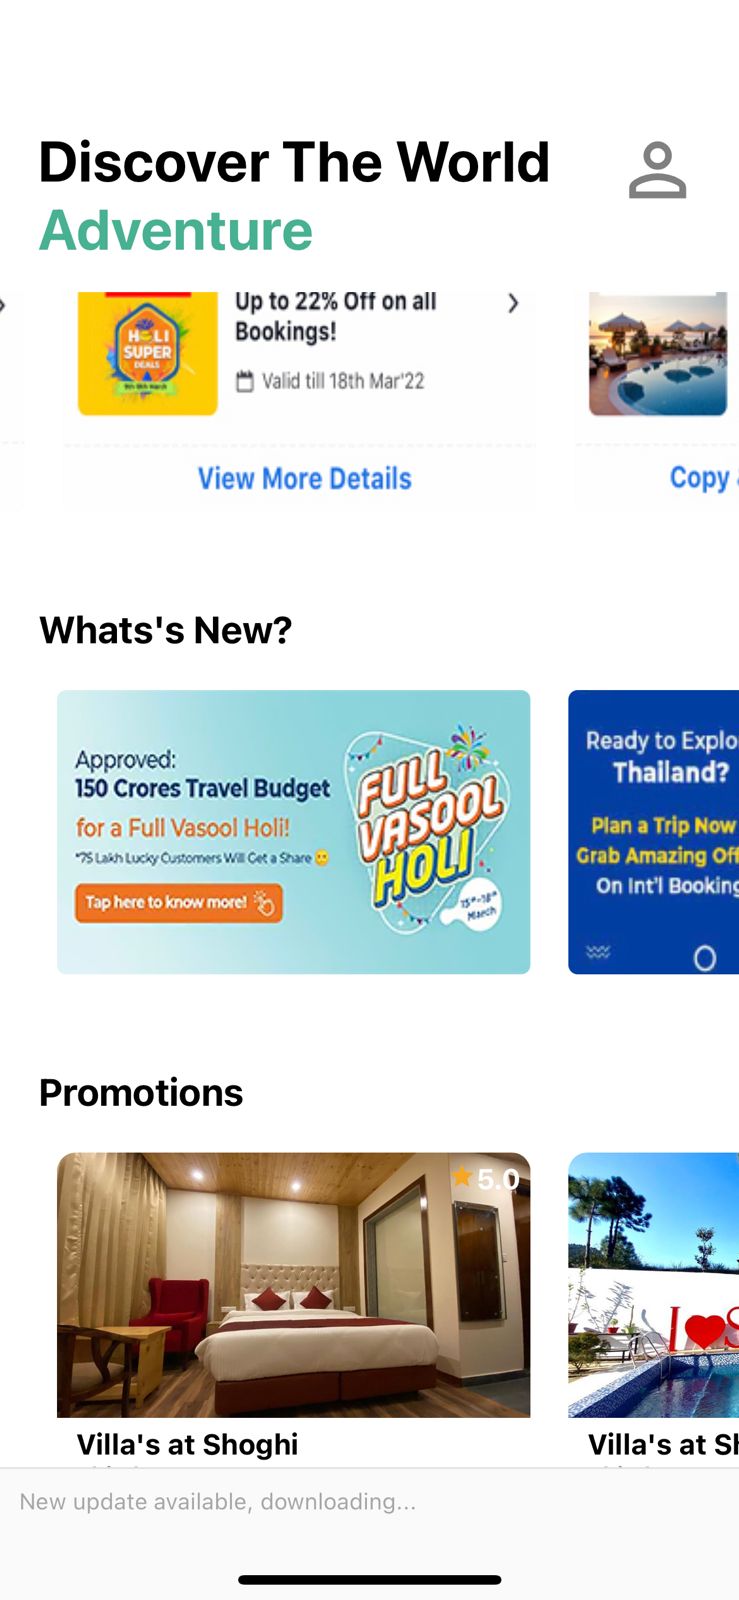 Discover The World
Adventure
Up to 22% Off on all
Bookings!
HOLI
SUPER
DEALS
Valid till 18th Mar'22
View More Details
Copy
Whats's New?
Approved:
150 Crores Travel Budget
for a Full Vasool Holi!
*75 Lakh Lucky Customers Will Get a Share
Tap here to know more!
FULL
VASOOL
HOLI
15th-18th
March
Ready to Explo
Thailand?
Plan a Trip Now
Grab Amazing Off
On Int'l Booking
Promotions
5.0
I
Villa's at Shoghi
Villa's at Sh
New update available, downloading...